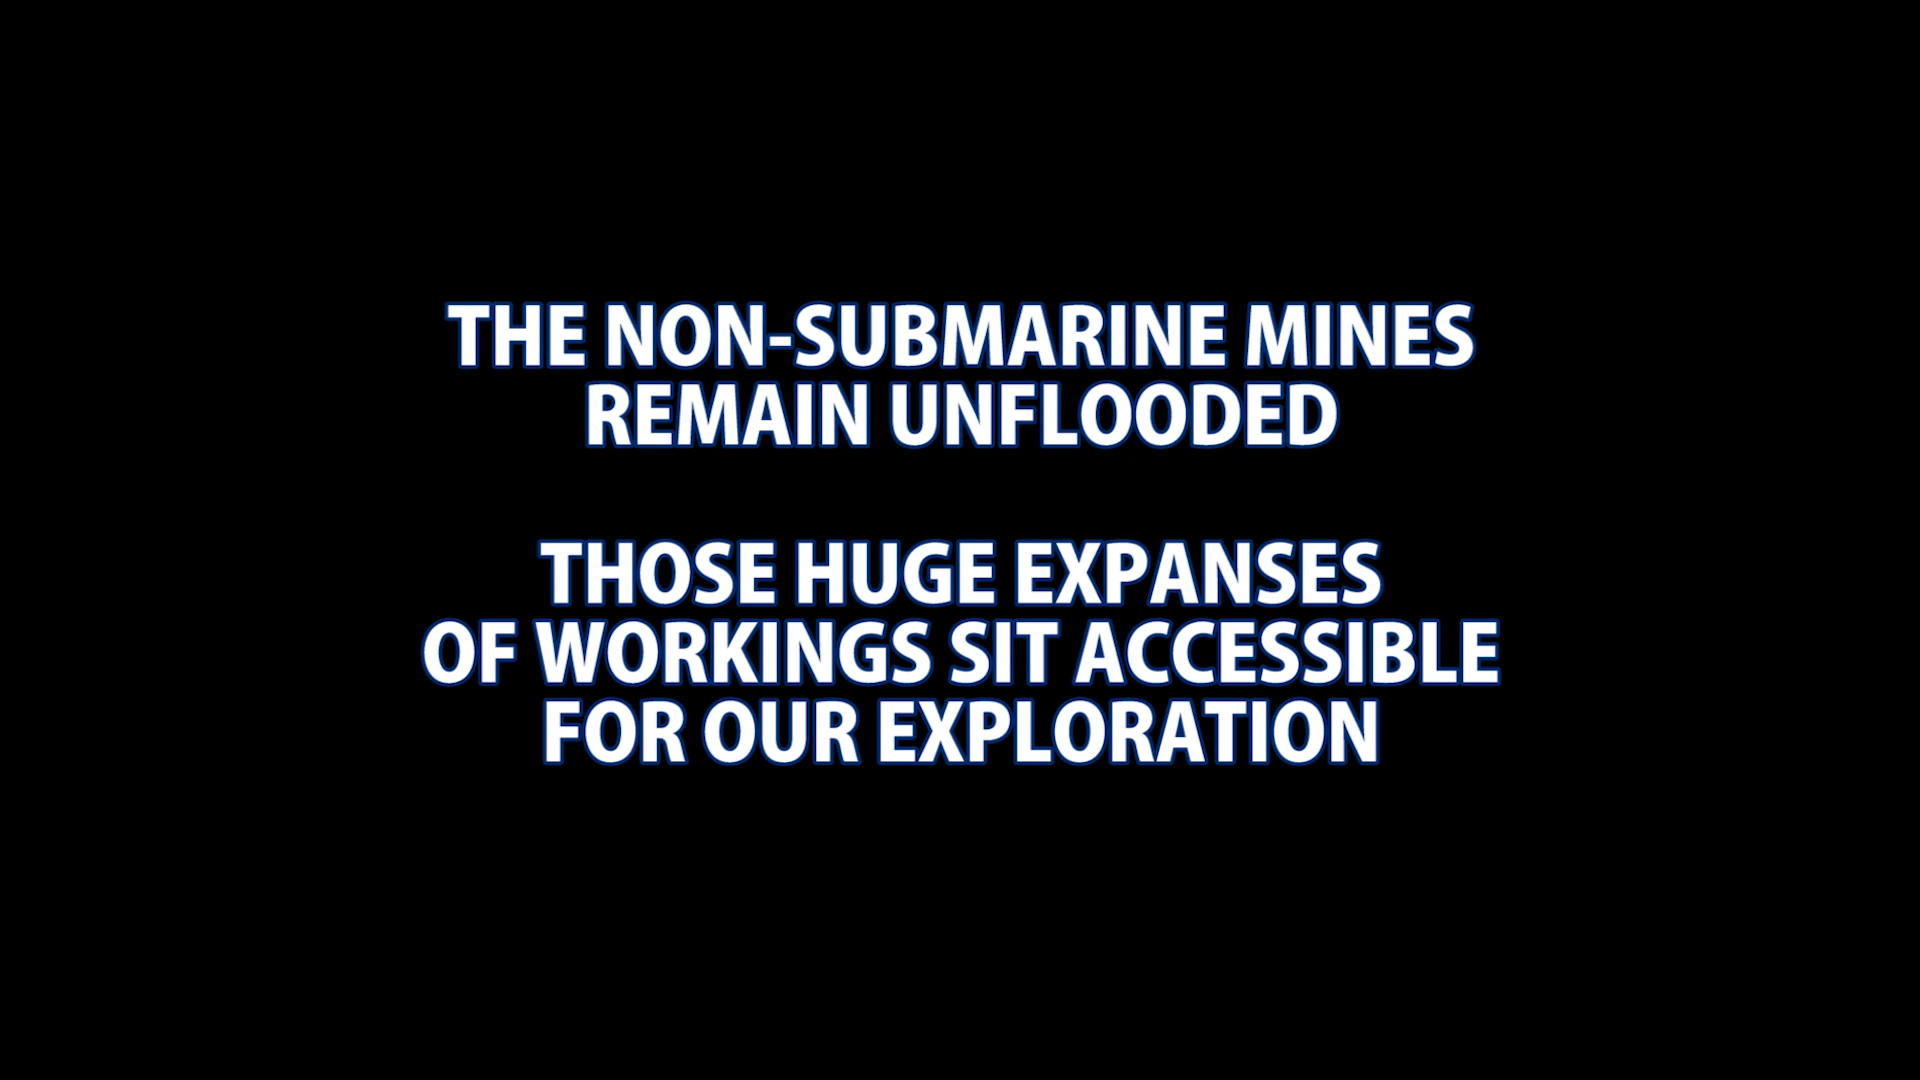 THE NON-SUBMARINE MINES
REMAIN UNFLOODED
THOSE HUGE EXPANSES
OF WORKINGS SIT ACCESSIBLE
FOR OUR EXPLORATION